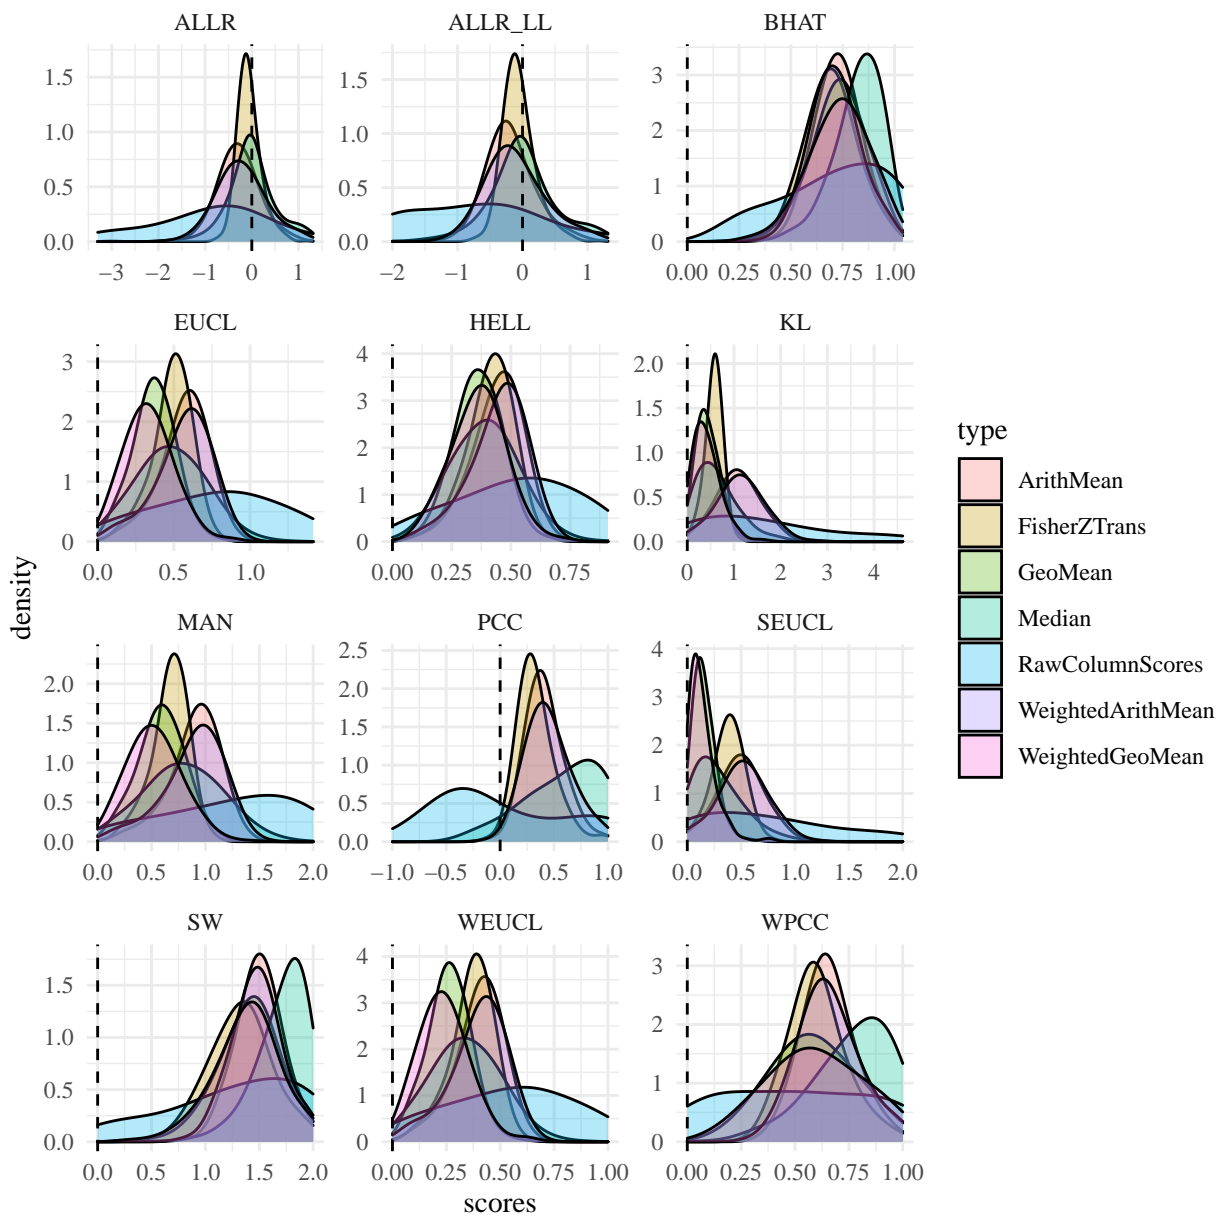 ALLR ALLR_LL BHAT
1.5
1.0
0.5
0.0
−3 −2 −1 0 1
1.5
1.0
0.5
0.0
−2 −1 0 1
3
2
1
0
0.00 0.25 0.50 0.75 1.00
EUCL HELL KL
3
2
1
0
0.0 0.5 1.0
4
3
2
1
0
0.00 0.25 0.50 0.75
2.0
1.5
1.0
0.5
0.0
0 1 2 3 4
MAN PCC SEUCL
2.0
1.5
1.0
0.5
0.0
0.0 0.5 1.0 1.5 2.0
2.5
2.0
1.5
1.0
0.5
0.0
−1.0 −0.5 0.0 0.5 1.0
4
3
2
1
0
0.0 0.5 1.0 1.5 2.0
SW WEUCL WPCC
1.5
1.0
0.5
0.0
0.0 0.5 1.0 1.5 2.0
4
3
2
1
0
0.00 0.25 0.50 0.75 1.00
3
2
1
0
0.00 0.25 0.50 0.75 1.00
density
scores
type
ArithMean
FisherZTrans
GeoMean
Median
RawColumnScores
WeightedArithMean
WeightedGeoMean